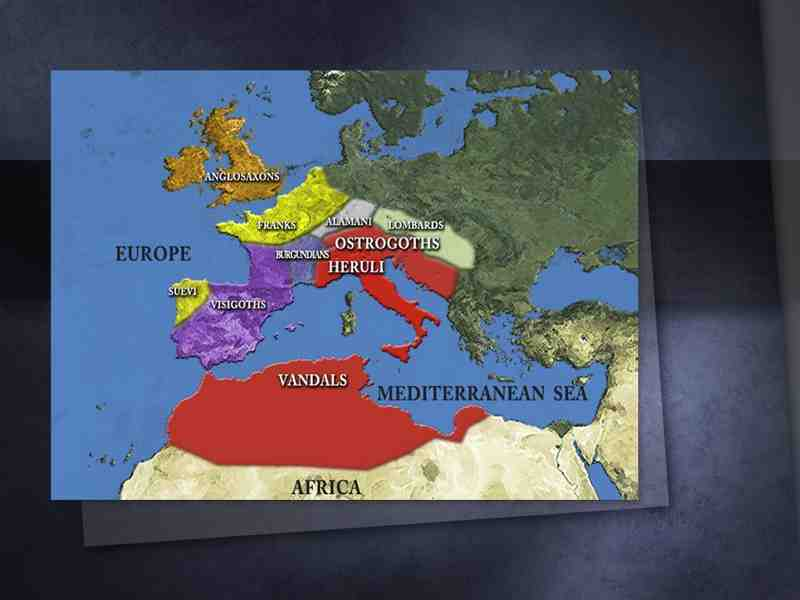 ANGLOSAXONS
FRANKS
ALAMANI
LOMBARDS
OSTROGOTHS
EUROPE
BURGUNDIANS
HERULI
SUEVI
VISIGOTHS
VANDALS
MEDITERRANEAN SEA
AFRICA